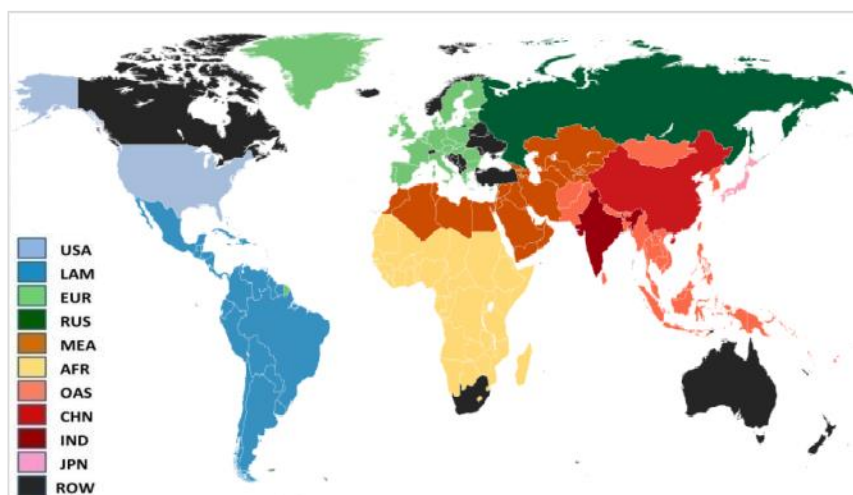 USA
LAM
EUR
RUS
MEA
AFR
OAS
CHN
IND
JPN
ROW